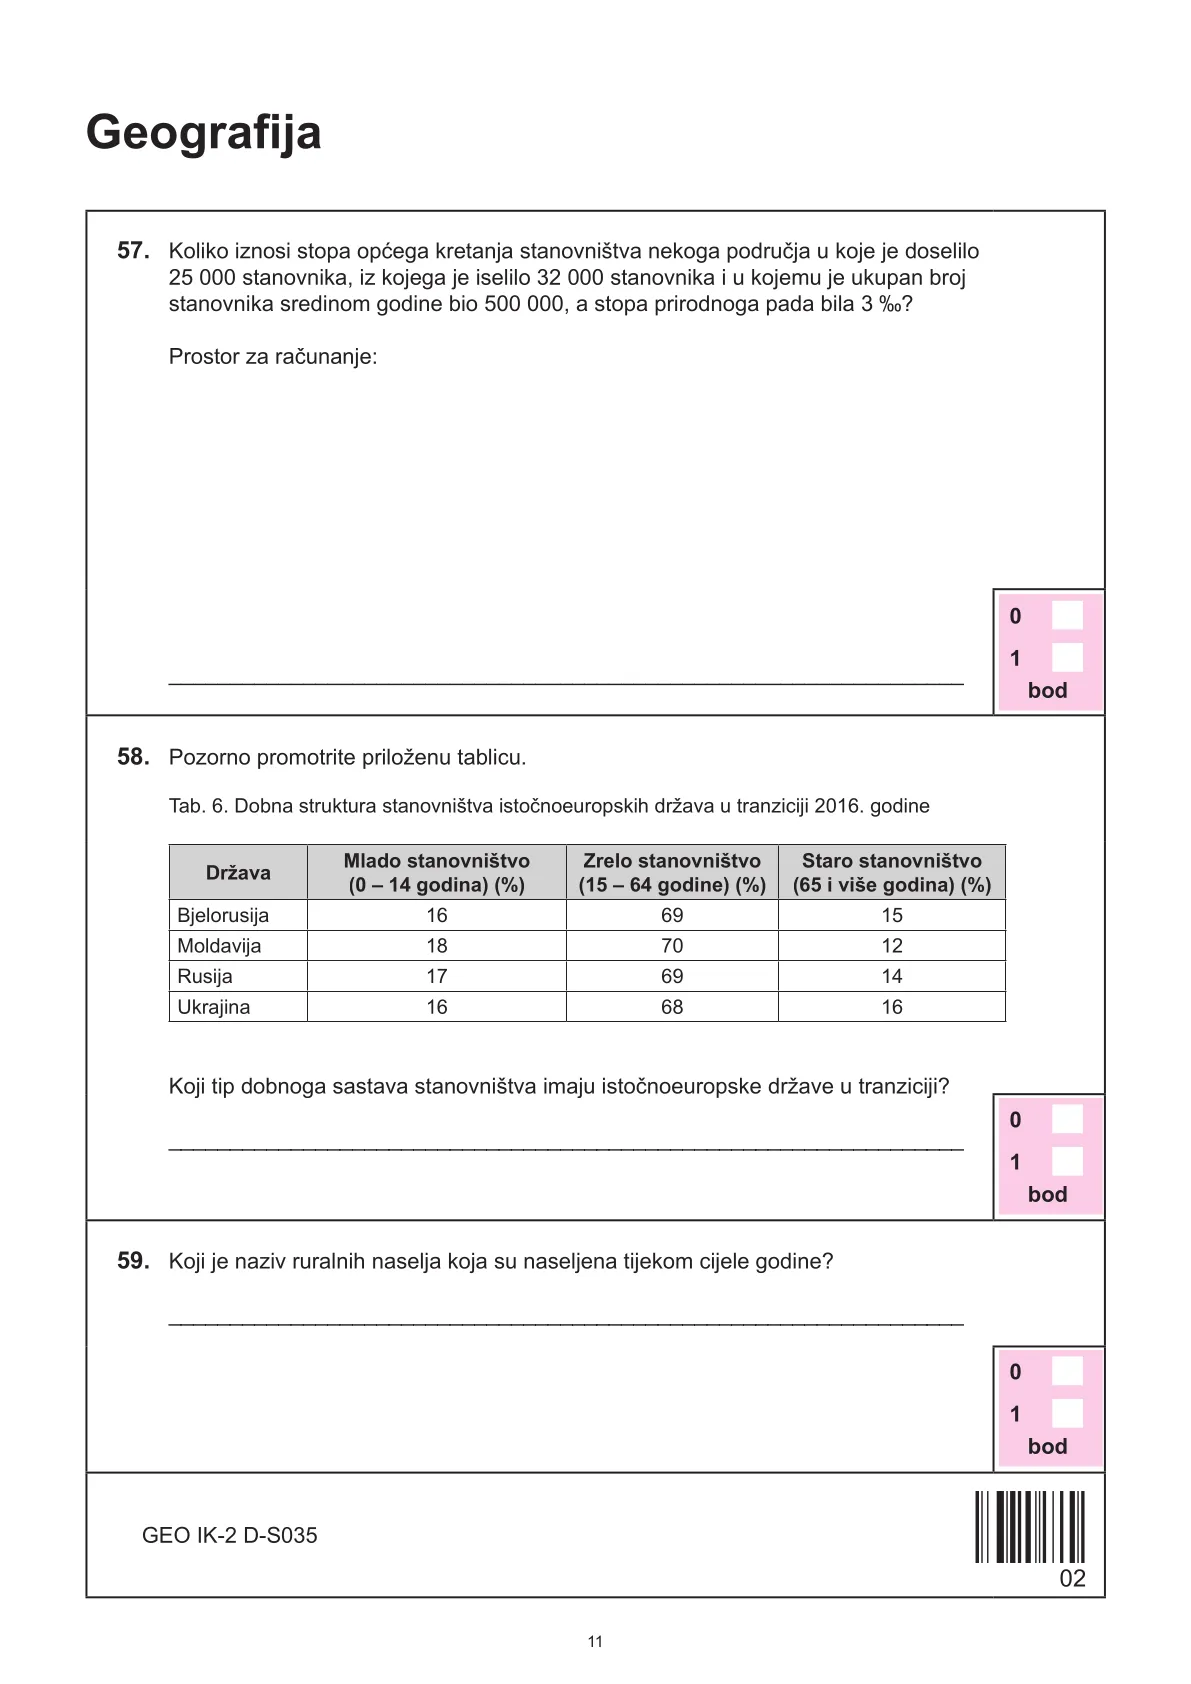 Geografija
57. Koliko iznosi stopa općega kretanja stanovništva nekoga područja u koje je doselilo
25 000 stanovnika, iz kojega je iselilo 32 000 stanovnika i u kojemu je ukupan broj
stanovnika sredinom godine bio 500 000, a stopa prirodnoga pada bila 3 ‰?
Prostor za računanje:
0
1
bod
58. Pozorno promotrite priloženu tablicu.
Tab. 6. Dobna struktura stanovništva istočnoeuropskih država u tranziciji 2016. godine
Država
Mlado stanovništvo
(0 – 14 godina) (%)
Zrelo stanovništvo
(15 – 64 godine) (%)
Staro stanovništvo
(65 i više godina) (%)
Bjelorusija 16 69 15
Moldavija 18 70 12
Rusija 17 69 14
Ukrajina 16 68 16
Koji tip dobnoga sastava stanovništva imaju istočnoeuropske države u tranziciji?
0
1
bod
59. Koji je naziv ruralnih naselja koja su naseljena tijekom cijele godine?
0
1
bod
GEO IK-2 D-S035
02
11